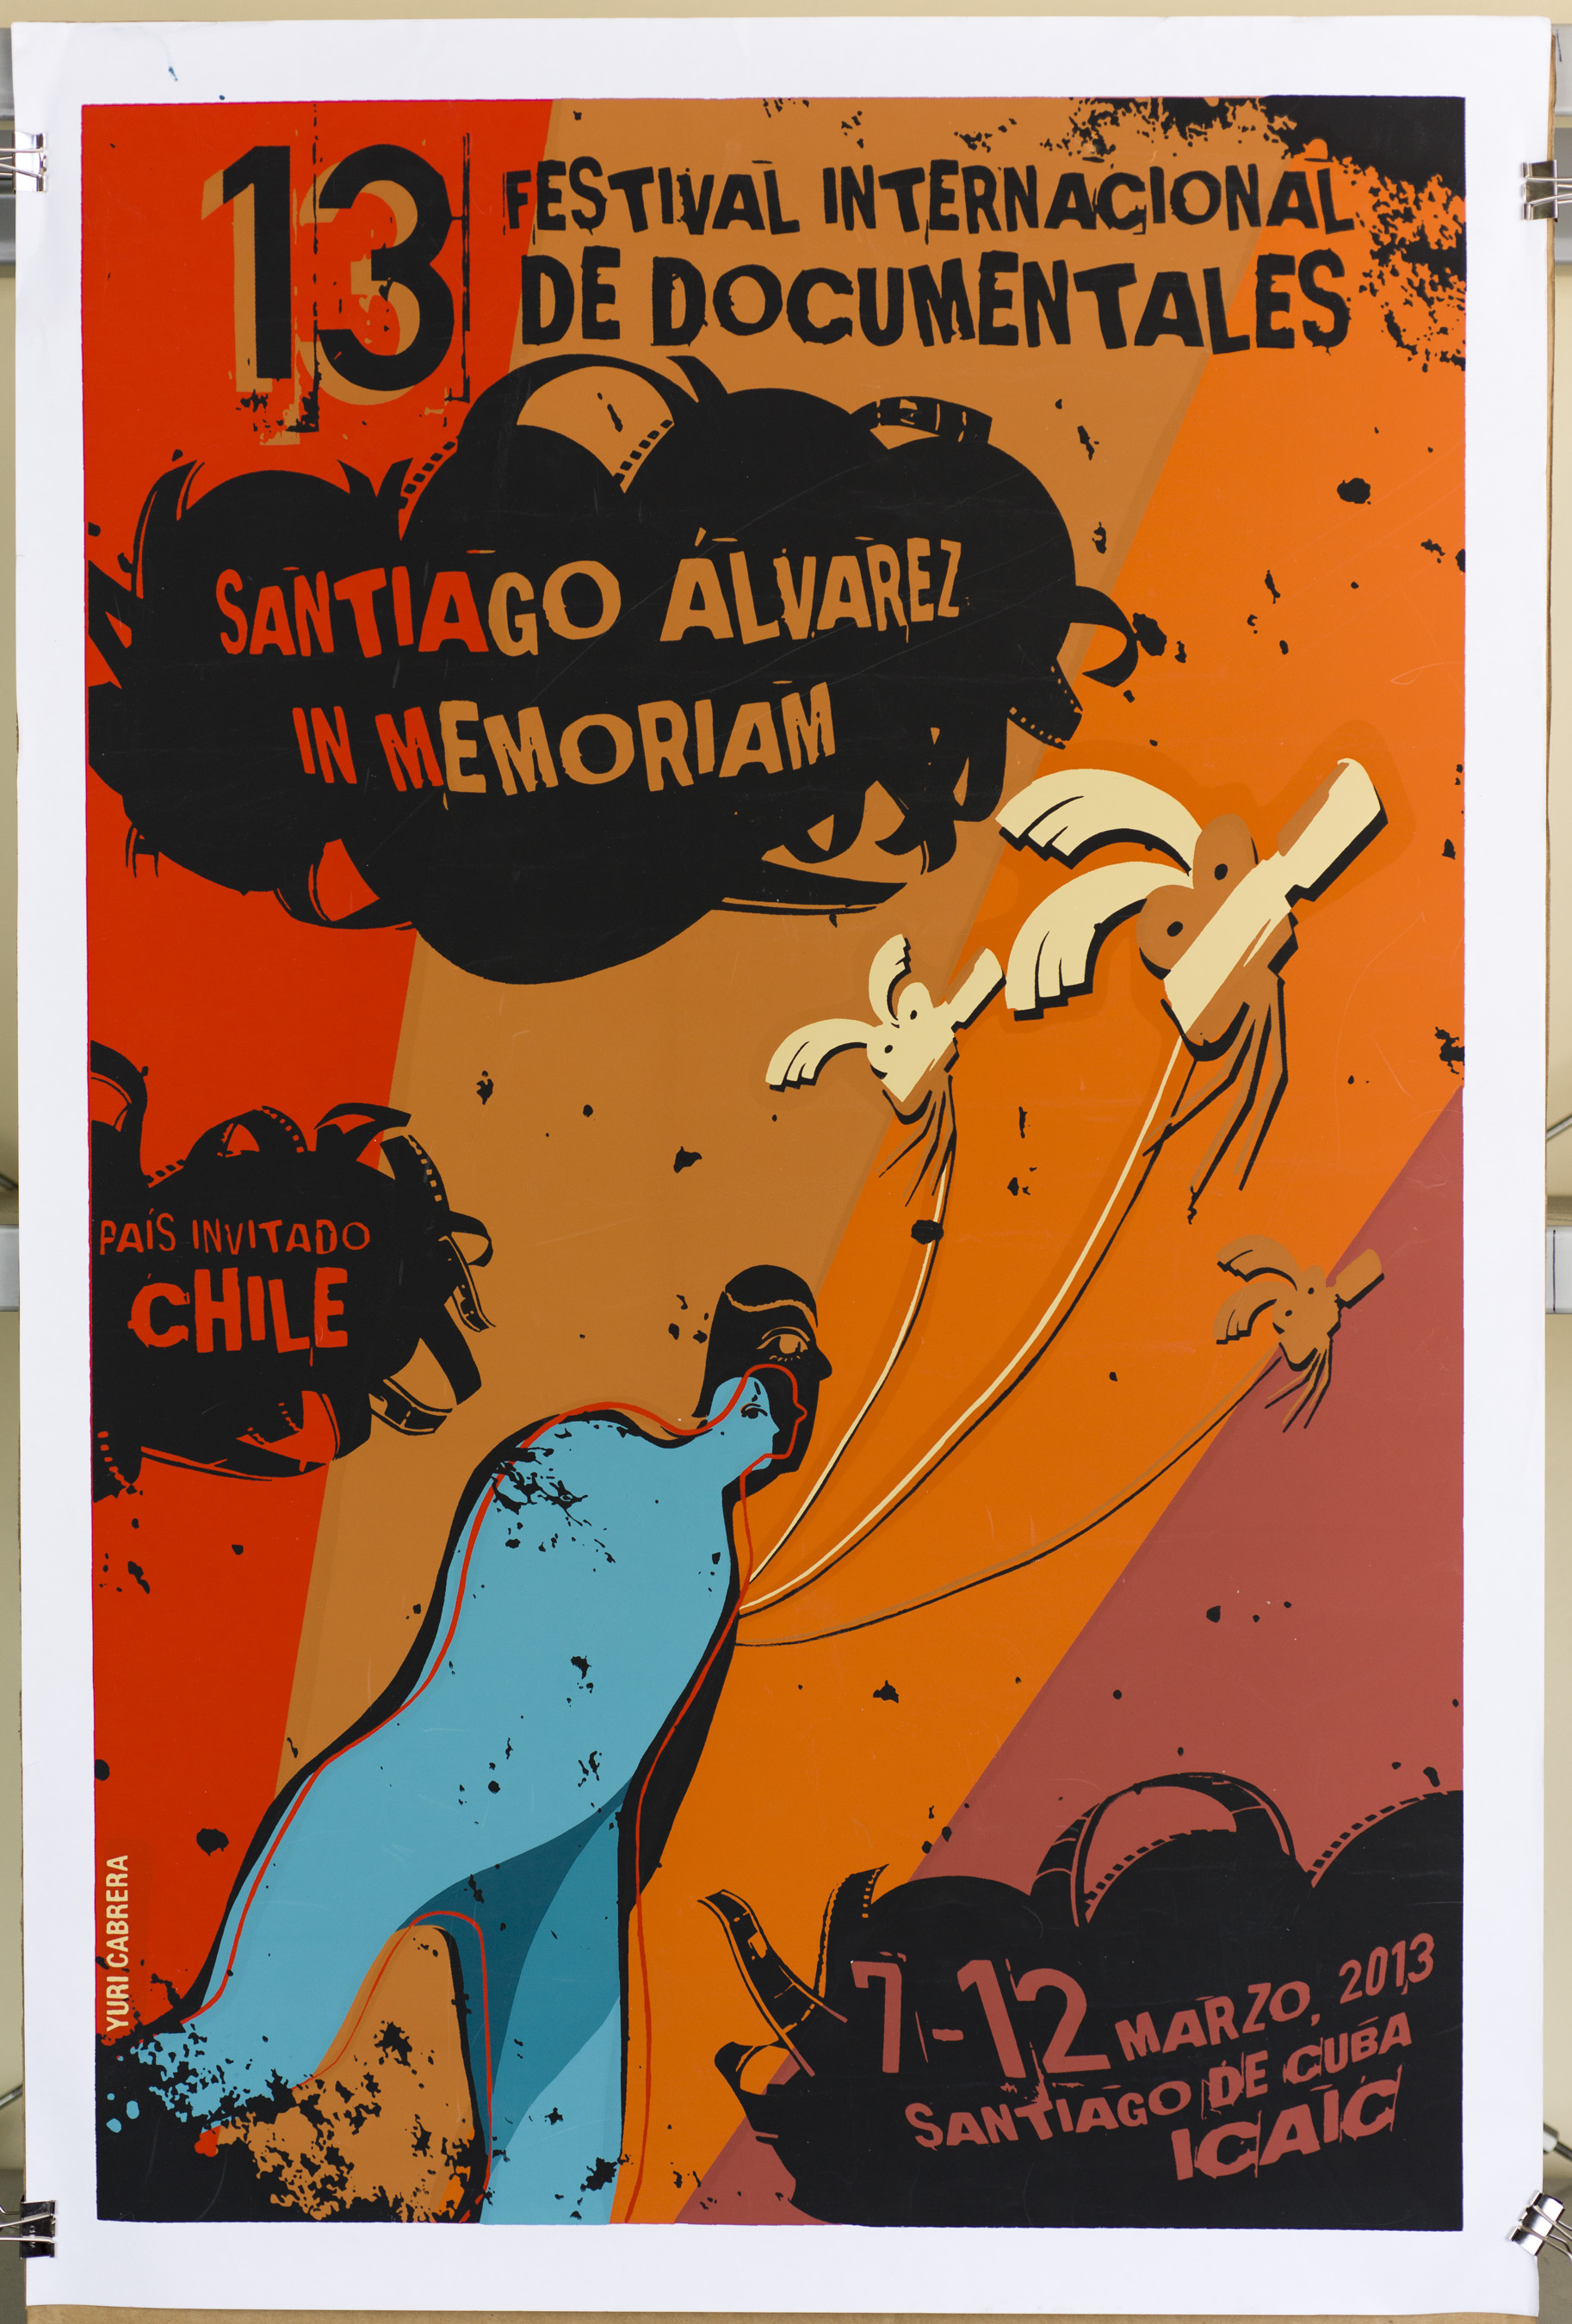 13 FESTIVAL INTERNACIONAL
DE DOCUMENTALES
SANTIAGO ÁLVAREZ
IN MEMORIAM
PAÍS INVITADO
CHILE
YURI CABRERA
7-12 MARZO, 2013
SANTIAGO DE CUBA
ICAIC